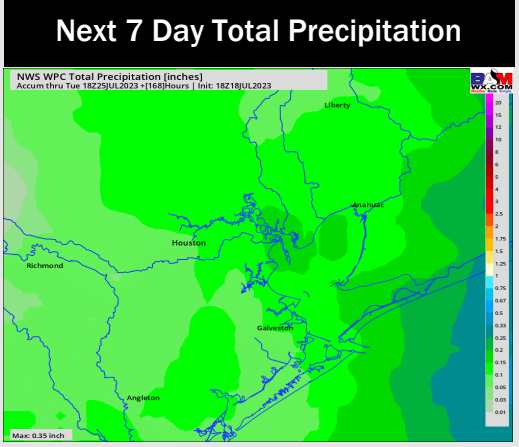 Next 7 Day Total Precipitation
NWS WPC Total Precipitation [inches]
Accum thru Tue 18Z25JUL2023 +[168]Hours | Init: 18Z18JUL2023
BAM
WX.COM
Liberty
Anahuac
Houston
Richmond
Galveston
Angleton
20
15
12
10
8
6
5
4
3
2.5
2
1.75
1.5
1.25
1
0.75
0.67
0.5
0.33
0.25
0.2
0.15
0.1
0.05
0.03
0.01
Max: 0.35 inch